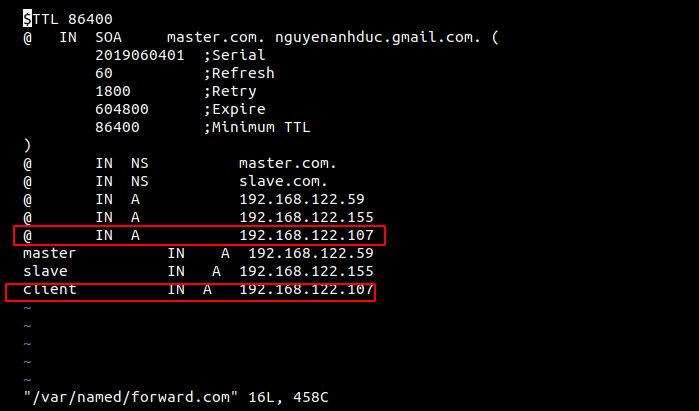 $TTL 86400
@ IN SOA master.com. nguyenanhduc.gmail.com. (
2019060401 ;Serial
60 ;Refresh
1800 ;Retry
604800 ;Expire
86400 ;Minimum TTL
)
@ IN NS master.com.
@ IN NS slave.com.
@ IN A 192.168.122.59
@ IN A 192.168.122.155
@ IN A 192.168.122.107
master IN A 192.168.122.59
slave IN A 192.168.122.155
client IN A 192.168.122.107
~
~
~
~
~
"/var/named/forward.com" 16L, 458C